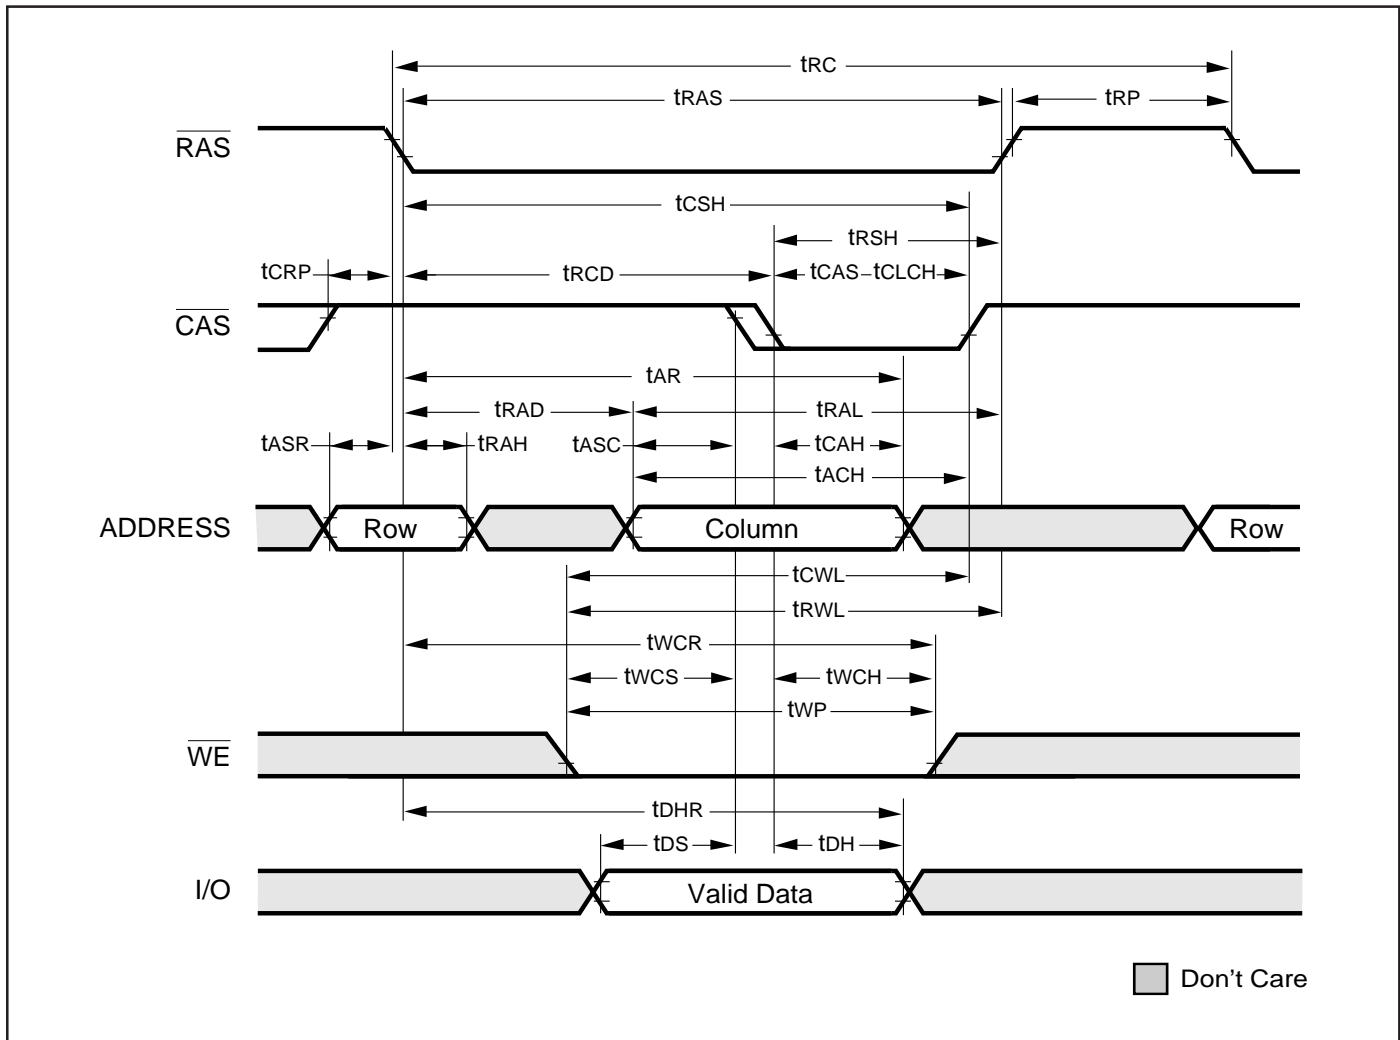 tRC
tRAS
tRP
RAS
tCSH
tRSH
tCRP
tRCD
tCAS
tCLCH
CAS
tAR
tRAD
tRAL
tASR
tRAH
tASC
tCAH
tACH
ADDRESS
Row
Column
Row
tCWL
tRWL
tWCR
tWCS
tWCH
tWP
WE
tDHR
tDS
tDH
I/O
Valid Data
Don't Care